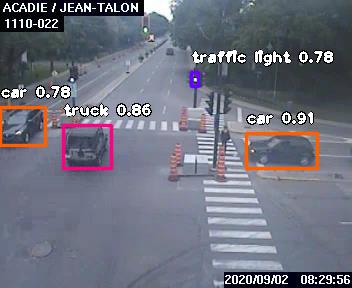 ACADIE / JEAN-TALON
1110-022
traffic light 0.78
car 0.78
truck 0.86
car 0.91
2020/09/02 08:29:56